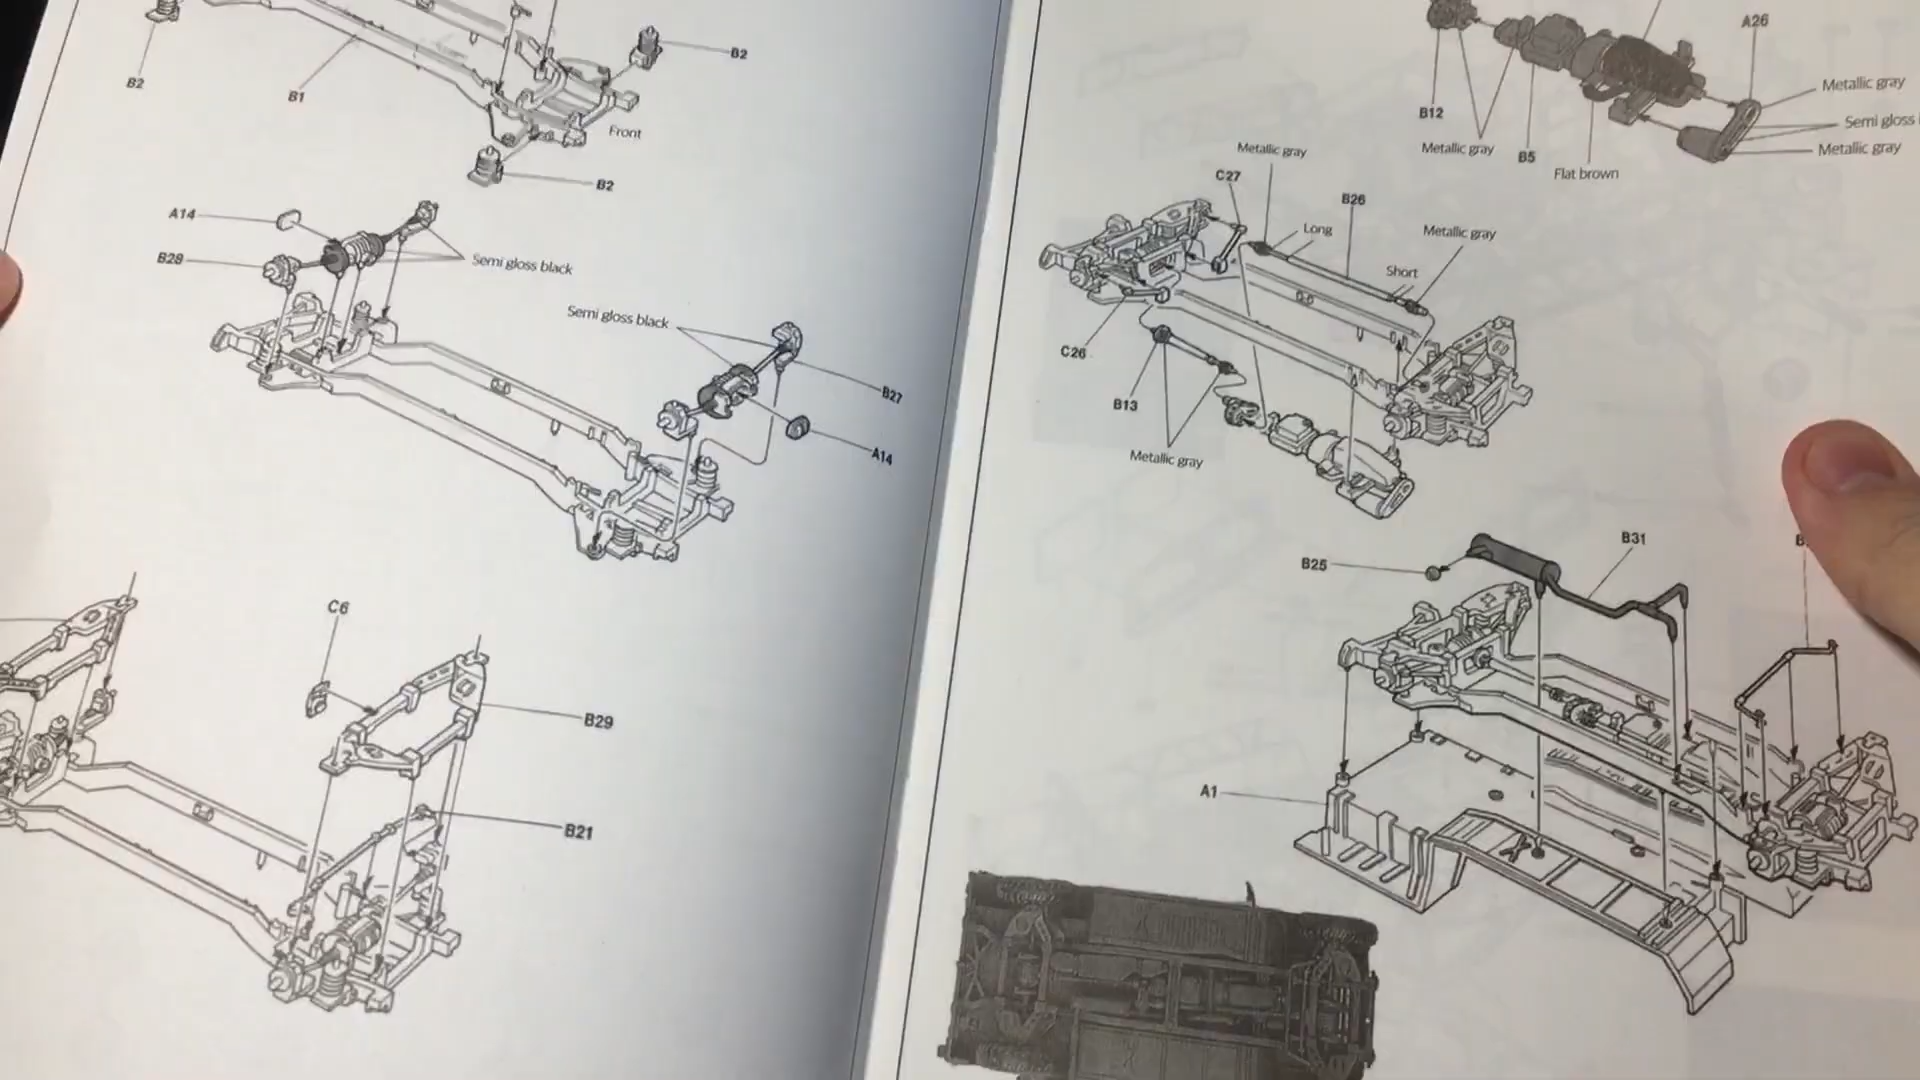 B2
B2
B1
Front
B2
A14
B28
Semi gloss black
Semi gloss black
B27
A14
C6
B29
B21
A26
Metallic gray
B12
Semi gloss
Metallic gray
Metallic gray
B5
Flat brown
Metallic gray
C27
B26
Long
Metallic gray
Short
C26
B13
Metallic gray
B31
B25
A1